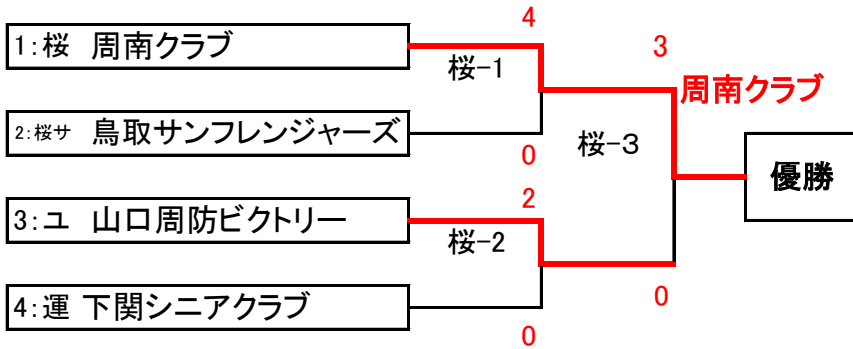 4
3
1:桜 周南クラブ
桜-1
周南クラブ
2:桜サ 鳥取サンフレンジャーズ
0
桜-3
優勝
2
3:ユ 山口周防ビクトリー
桜-2
4:運 下関シニアクラブ
0
0